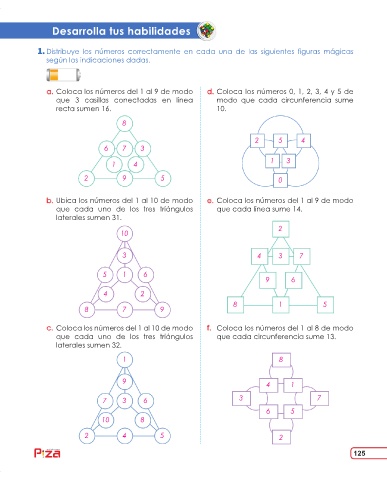 Desarrolla tus habilidades
1. Distribuye los números correctamente en cada una de las siguientes figuras mágicas
según las indicaciones dadas.
a. Coloca los números del 1 al 9 de modo
que 3 casillas conectadas en línea
recta sumen 16.
8
6 7 3
1 4
2 9 5
b. Ubica los números del 1 al 10 de modo
que cada uno de los tres triángulos
laterales sumen 31.
10
3
5 1 6
4 2
8 7 9
c. Coloca los números del 1 al 10 de modo
que cada uno de los tres triángulos
laterales sumen 32.
1
9
7 3 6
10 8
2 4 5
d. Coloca los números 0, 1, 2, 3, 4 y 5 de
modo que cada circunferencia sume
10.
2 5 4
1 3
0
e. Coloca los números del 1 al 9 de modo
que cada línea sume 14.
2
4 3 7
9 6
8 1 5
f. Coloca los números del 1 al 8 de modo
que cada circunferencia sume 13.
8
4 1
3 7
6 5
2
Pizza
125